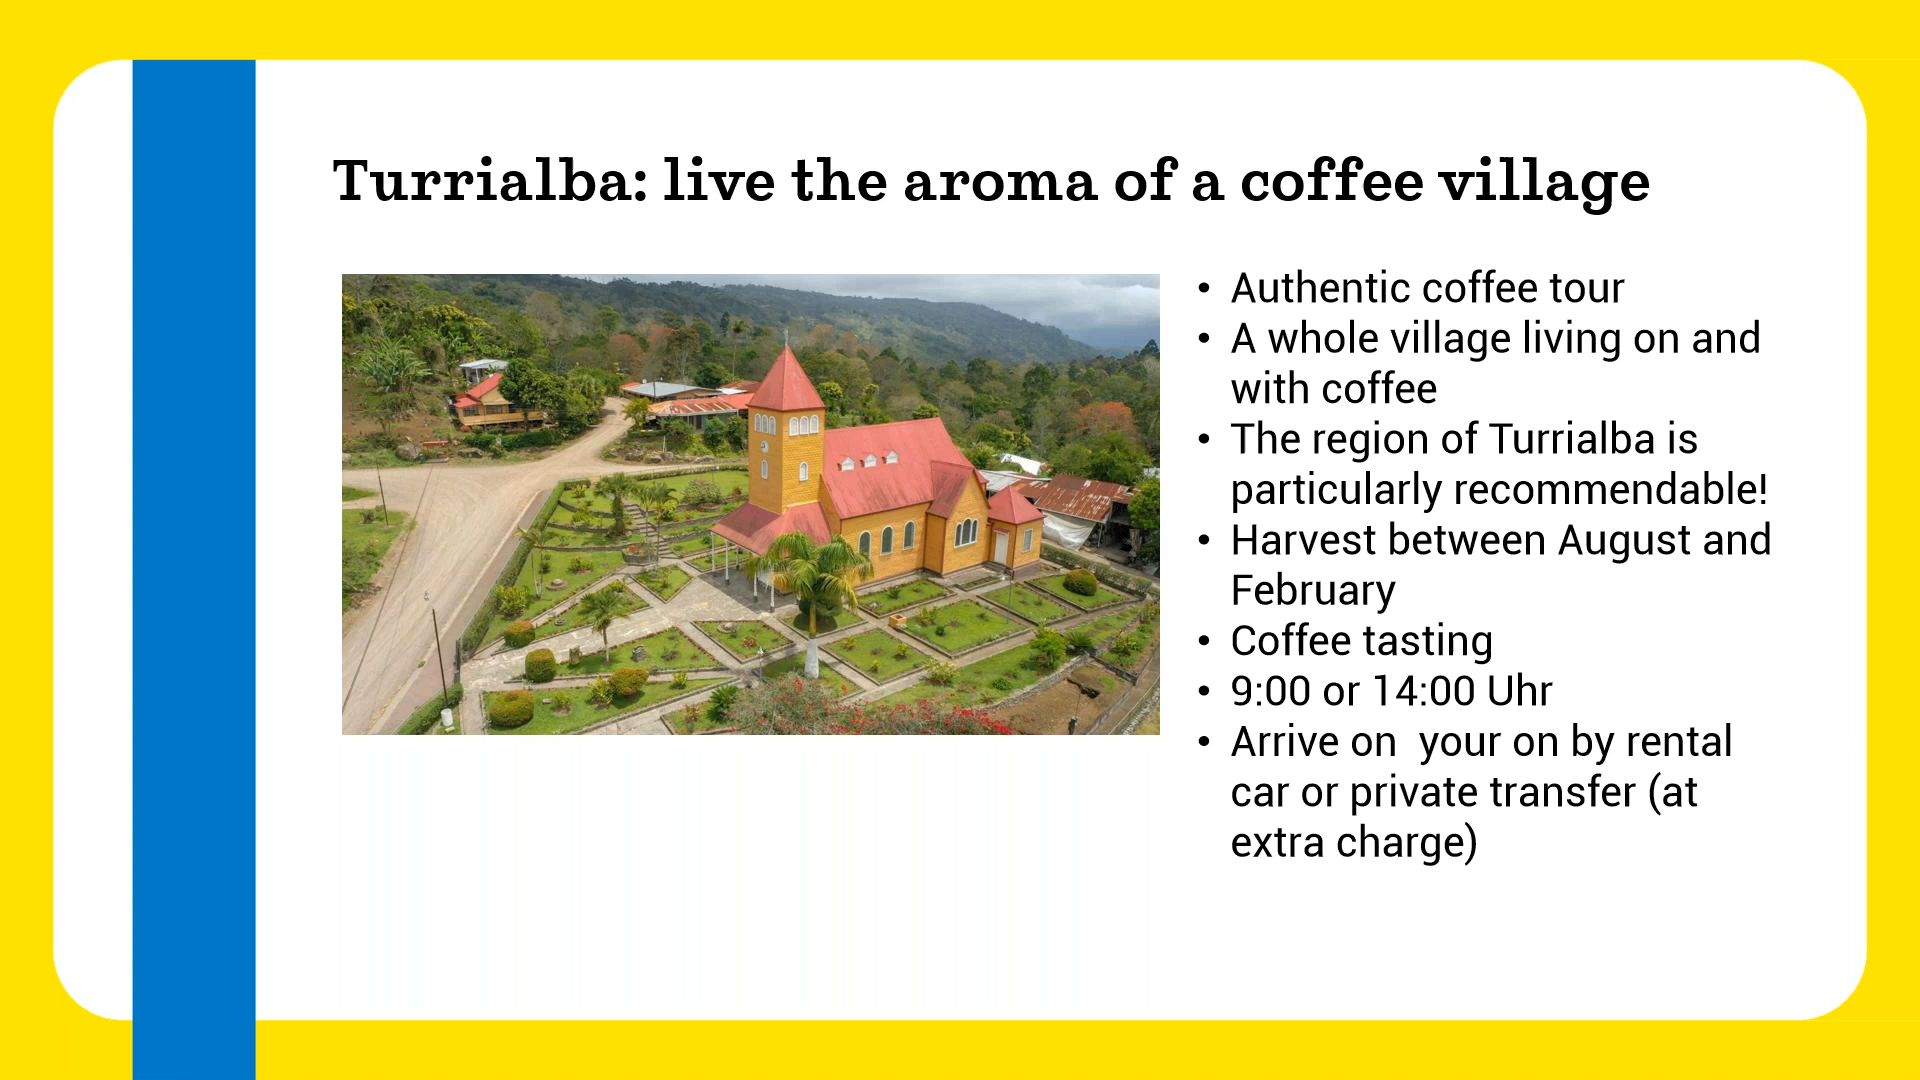 Turrialba: live the aroma of a coffee village
• Authentic coffee tour
• A whole village living on and
with coffee
• The region of Turrialba is
particularly recommendable!
• Harvest between August and
February
• Coffee tasting
• 9:00 or 14:00 Uhr
• Arrive on  your on by rental
car or private transfer (at
extra charge)